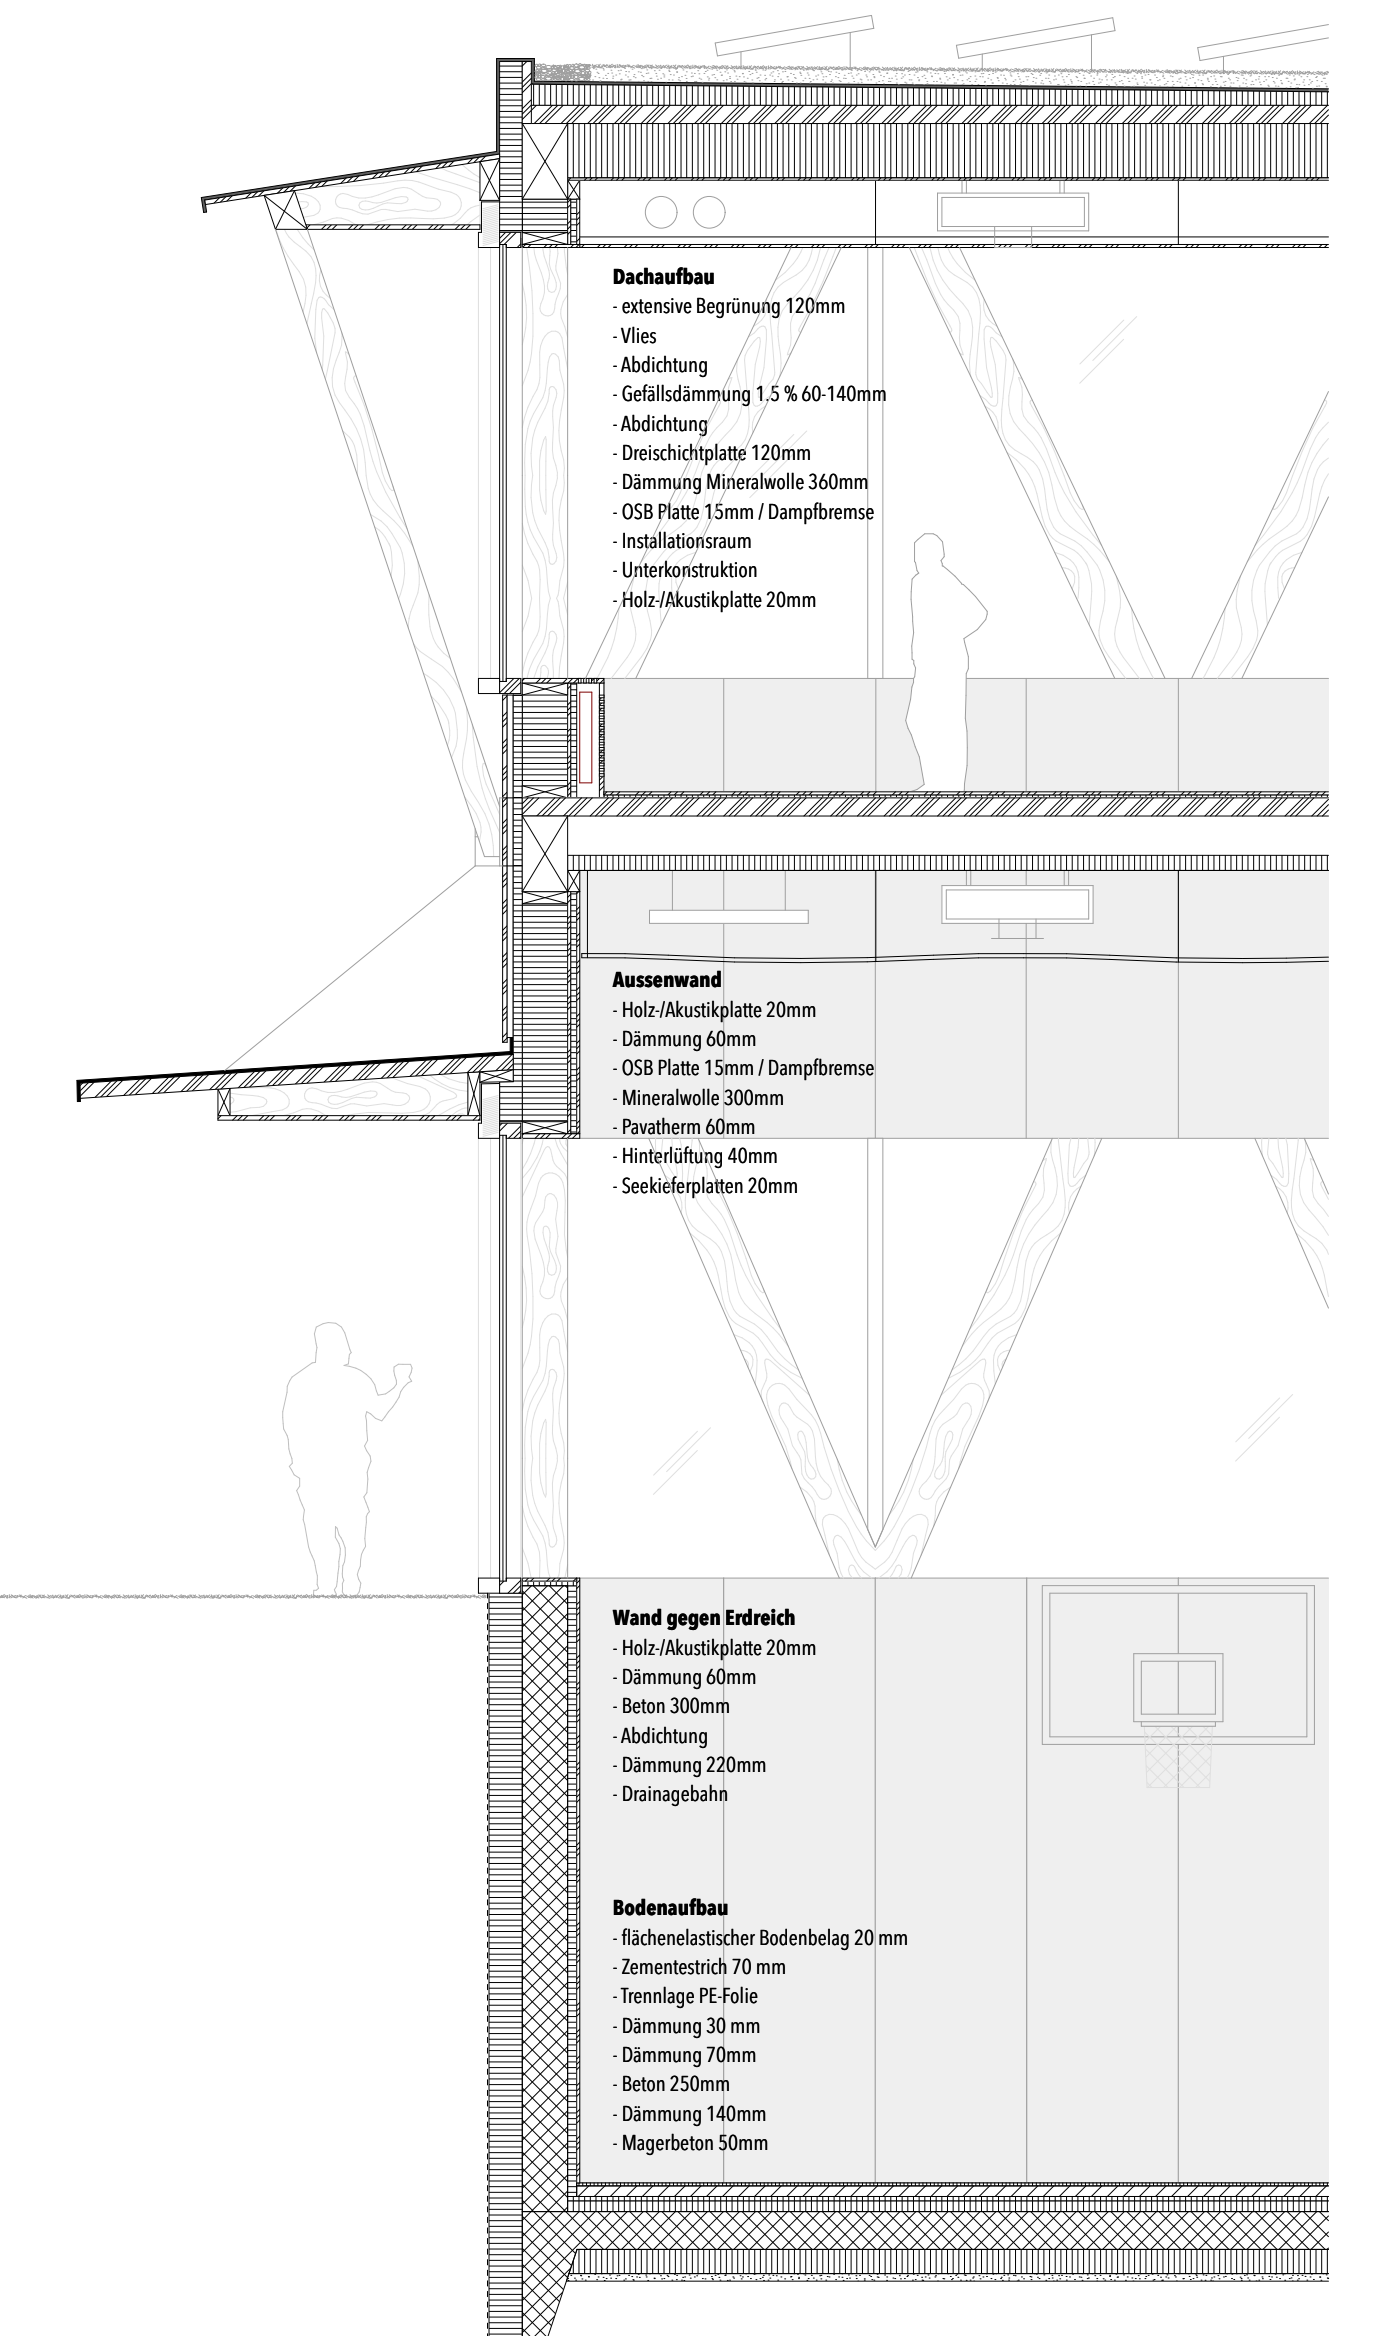 Dachaufbau
- extensive Begrünung 120mm
- Vlies
- Abdichtung
- Gefällsdämmung 1.5 % 60-140mm
- Abdichtung
- Dreischichtplatte 120mm
- Dämmung Mineralwolle 360mm
- OSB Platte 15mm / Dampfbremse
- Installationsraum
- Unterkonstruktion
- Holz-/Akustikplatte 20mm
Aussenwand
- Holz-/Akustikplatte 20mm
- Dämmung 60mm
- OSB Platte 15mm / Dampfbremse
- Mineralwolle 300mm
- Pavatherm 60mm
- Hinterlüftung 40mm
- Seekieferplatten 20mm
Wand gegen Erdreich
- Holz-/Akustikplatte 20mm
- Dämmung 60mm
- Beton 300mm
- Abdichtung
- Dämmung 220mm
- Drainagebahn
Bodenaufbau
- flächenelastischer Bodenbelag 20 mm
- Zementestrich 70 mm
- Trennlage PE-Folie
- Dämmung 30 mm
- Dämmung 70mm
- Beton 250mm
- Dämmung 140mm
- Magerbeton 50mm